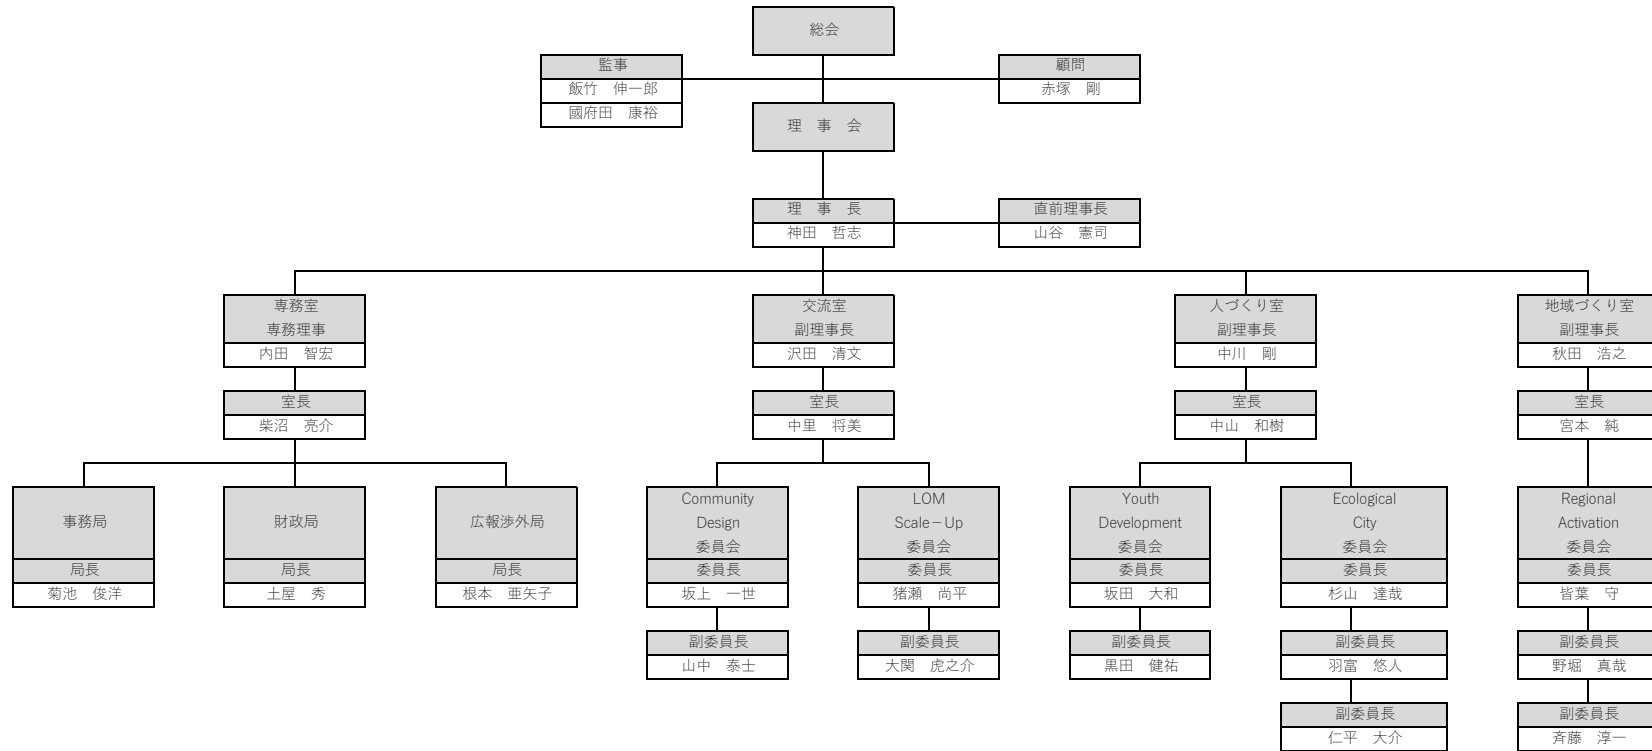 総会
監事
飯竹　伸一郎
國府田　康裕
顧問
赤塚　剛
理　事　会
理　事　長
神田　哲志
直前理事長
山谷　憲司
専務室
専務理事
内田　智宏
交流室
副理事長
沢田　清文
人づくり室
副理事長
中川　剛
地域づくり室
副理事長
秋田　浩之
室長
柴沼　亮介
室長
中里　将美
室長
中山　和樹
室長
宮本　純
事務局
局長
菊池　俊洋
財政局
局長
土屋　秀
広報渉外局
局長
根本　亜矢子
Community
Design
委員会
委員長
坂上　一世
LOM
Scale－Up
委員会
委員長
猪瀬　尚平
Youth
Development
委員会
委員長
坂田　大和
Ecological
City
委員会
委員長
杉山　達哉
Regional
Activation
委員会
委員長
皆葉　守
副委員長
山中　泰士
副委員長
大関　虎之介
副委員長
黒田　健祐
副委員長
羽富　悠人
副委員長
野堀　真哉
副委員長
仁平　大介
副委員長
斉藤　淳一